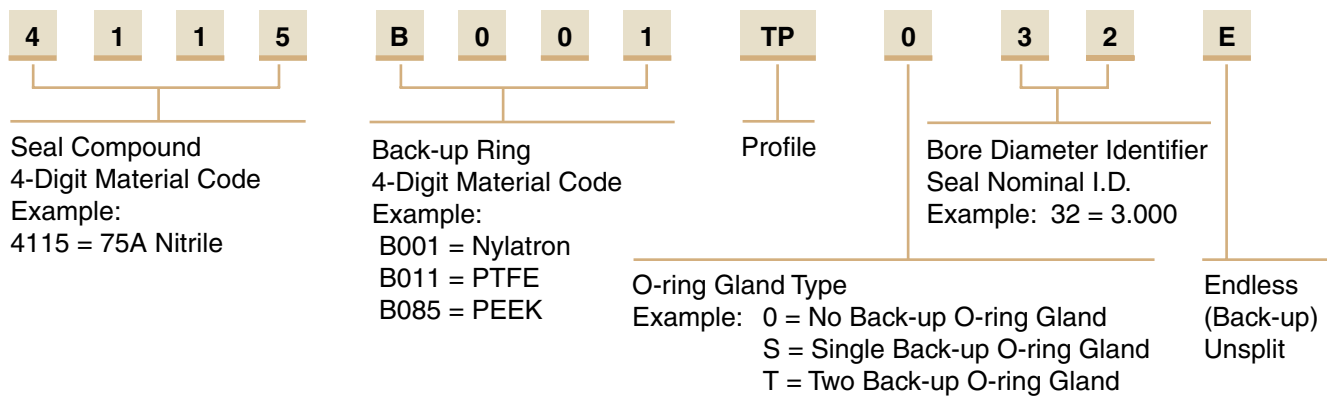 4 1 1 5 B 0 0 1 TP 0 3 2 E
Seal Compound
4-Digit Material Code
Example:
4115 = 75A Nitrile
Back-up Ring
4-Digit Material Code
Example:
B001 = Nylatron
B011 = PTFE
B085 = PEEK
Profile
O-ring Gland Type
Example: 0 = No Back-up O-ring Gland
S = Single Back-up O-ring Gland
T = Two Back-up O-ring Gland
Bore Diameter Identifier
Seal Nominal I.D.
Example: 32 = 3.000
Endless
(Back-up)
Unsplit